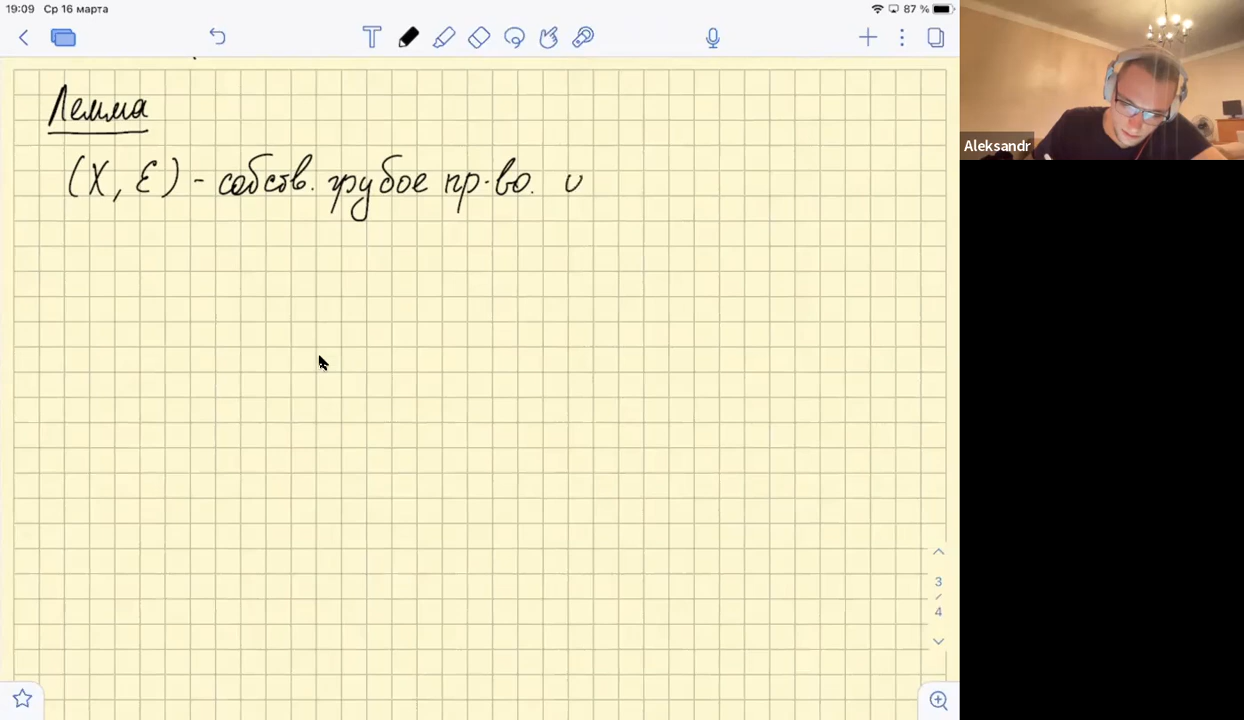 19:09 Ср 16 марта
87 %
T
Лемма
(X, Ɛ) - собств. грубое пр-во. и
3
4
Aleksandr